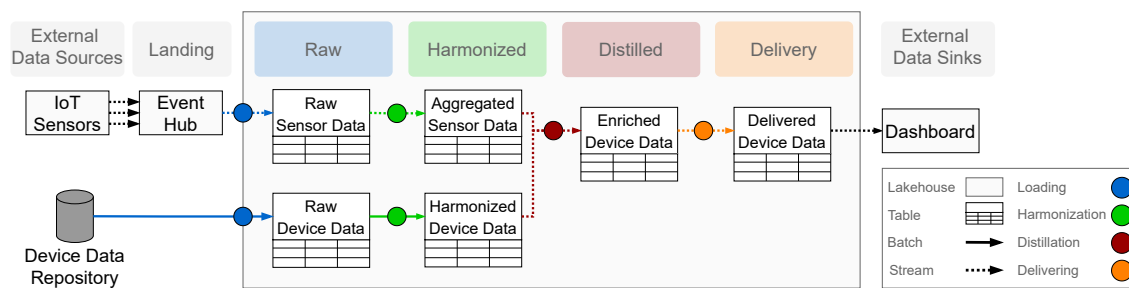 External
Data Sources
Landing
Raw
Harmonized
Distilled
Delivery
External
Data Sinks
IoT
Sensors
Event
Hub
Raw
Sensor Data
Aggregated
Sensor Data
Enriched
Device Data
Delivered
Device Data
Dashboard
Device Data
Repository
Raw
Device Data
Harmonized
Device Data
Lakehouse
Loading
Table
Harmonization
Batch
Distillation
Stream
Delivering